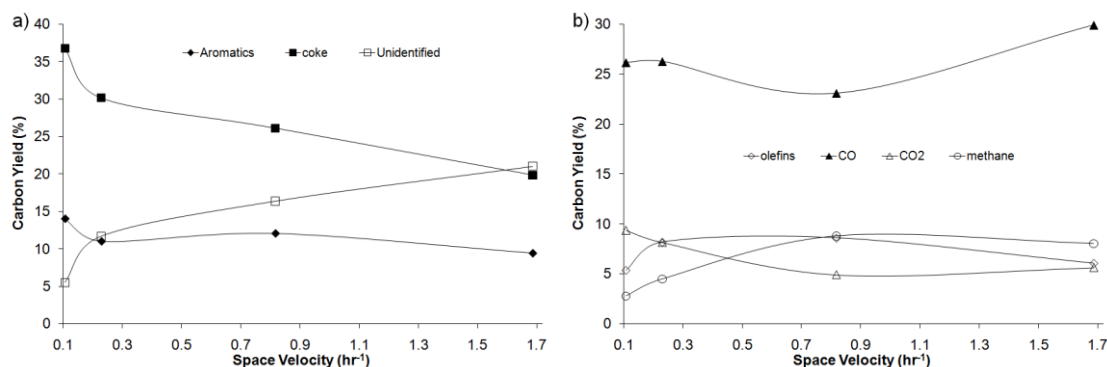 a)
40
35
30
25
20
15
10
5
0
Carbon Yield (%)
Aromatics coke Unidentified
0.1 0.3 0.5 0.7 0.9 1.1 1.3 1.5 1.7
Space Velocity (hr-1)
b)
30
25
20
15
10
5
0
Carbon Yield (%)
olefins CO CO2 methane
0.1 0.3 0.5 0.7 0.9 1.1 1.3 1.5 1.7
Space Velocity (hr-1)